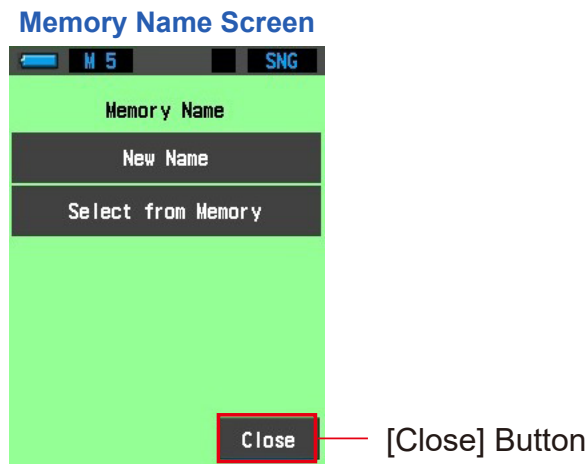 Memory Name Screen
M 5 SNG
Memory Name
New Name
Select from Memory
Close
[Close] Button